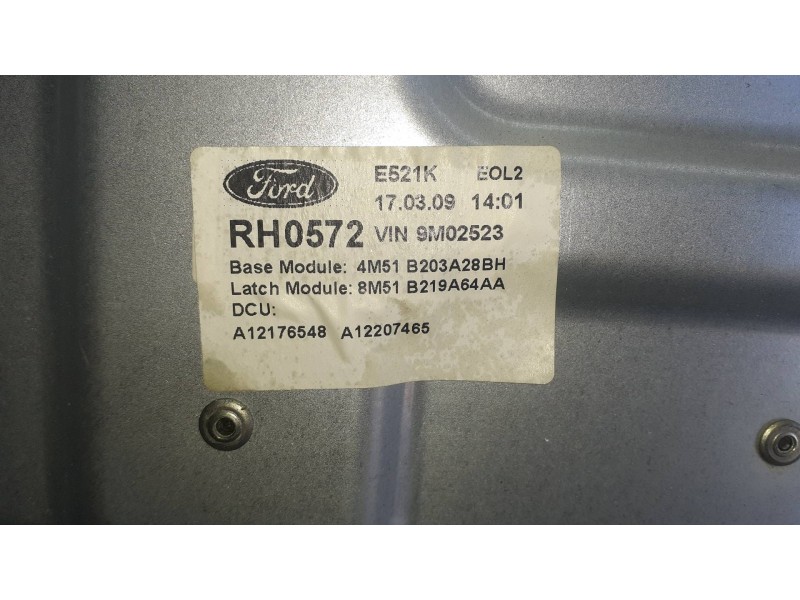 Ford
E521K EOL2
17.03.09 14:01
RH0572 VIN 9M02523
Base Module: 4M51 B203A28BH
Latch Module: 8M51 B219A64AA
DCU:
A12176548 A12207465